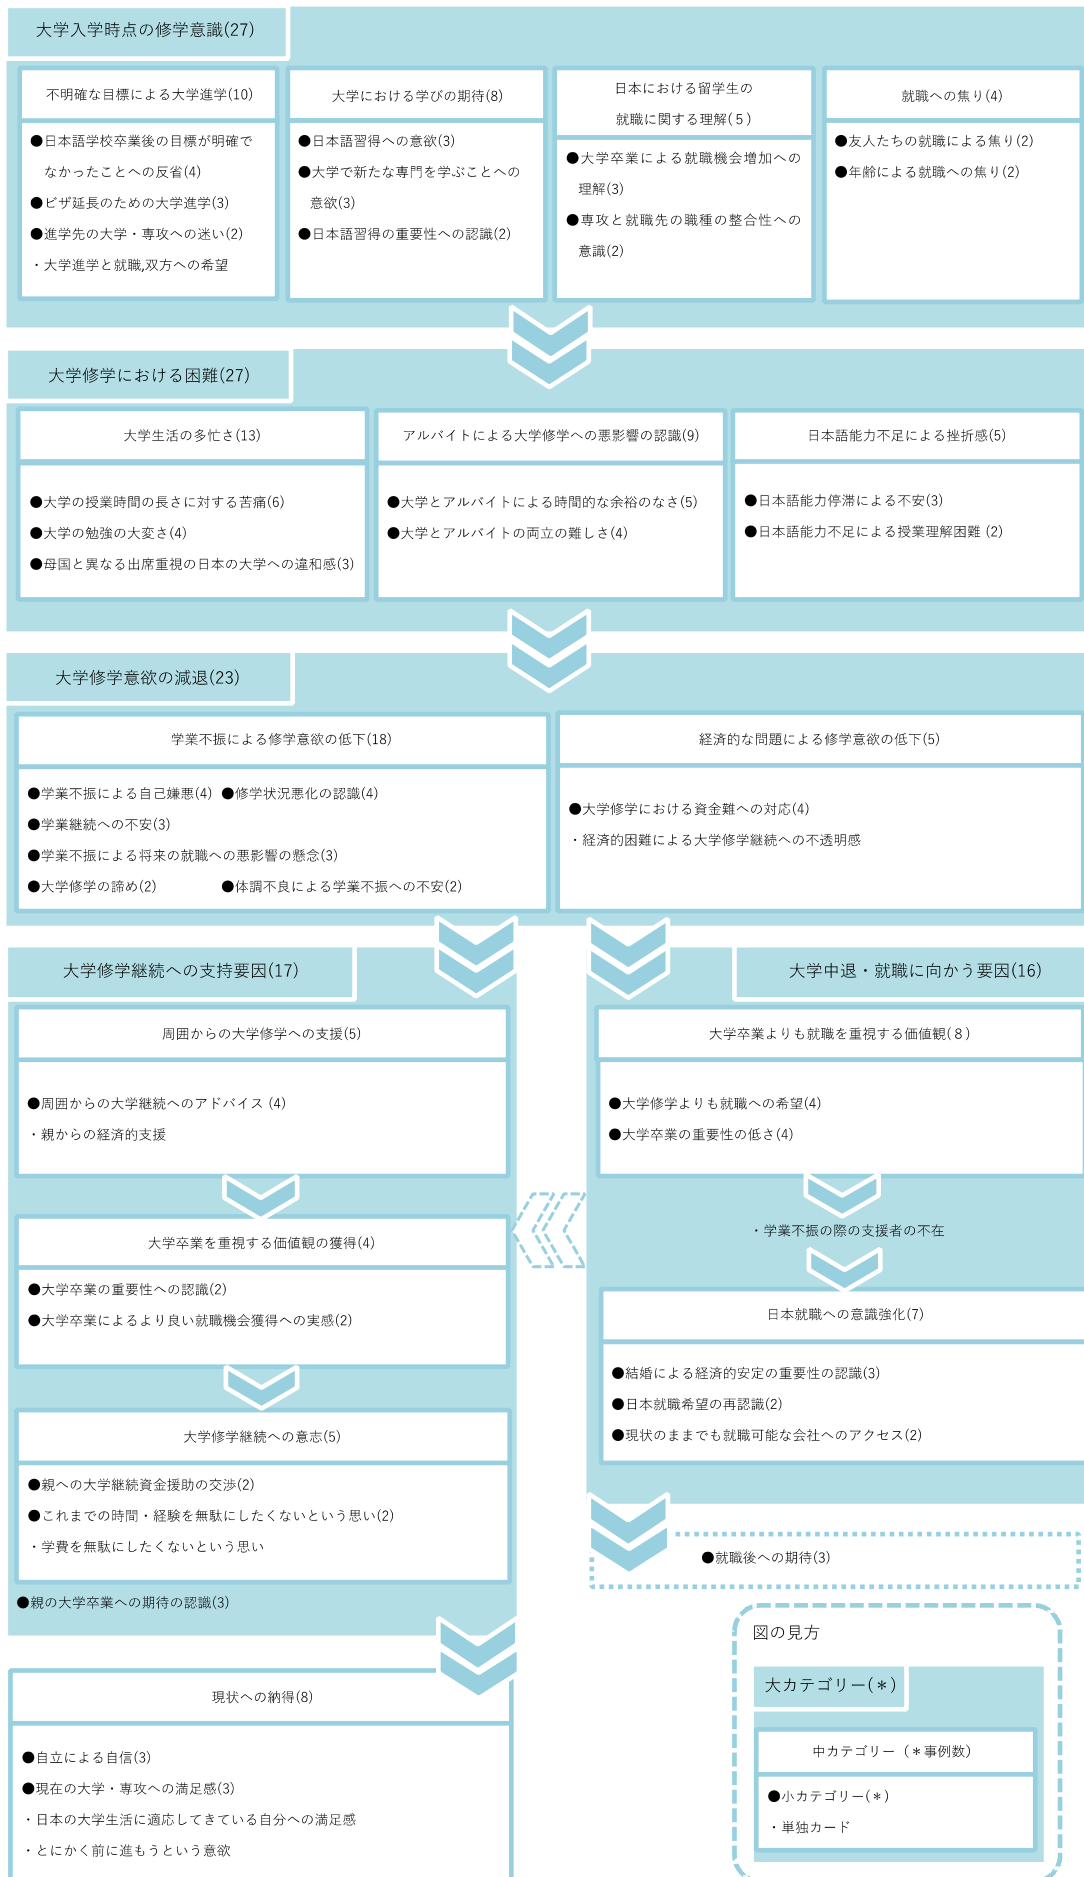 大学入学時点の修学意識(27)
不明確な目標による大学進学(10)
●日本語学校卒業後の目標が明確で
なかったことへの反省(4)
●ビザ延長のための大学進学(3)
●進学先の大学・専攻への迷い(2)
・大学進学と就職,双方への希望
大学における学びの期待(8)
●日本語習得への意欲(3)
●大学で新たな専門を学ぶことへの
意欲(3)
●日本語習得の重要性への認識(2)
日本における留学生の
就職に関する理解(５)
●大学卒業による就職機会増加への
理解(3)
●専攻と就職先の職種の整合性への
意識(2)
就職への焦り(4)
●友人たちの就職による焦り(2)
●年齢による就職への焦り(2)
大学修学における困難(27)
大学生活の多忙さ(13)
●大学の授業時間の長さに対する苦痛(6)
●大学の勉強の大変さ(4)
●母国と異なる出席重視の日本の大学への違和感(3)
アルバイトによる大学修学への悪影響の認識(9)
●大学とアルバイトによる時間的な余裕のなさ(5)
●大学とアルバイトの両立の難しさ(4)
日本語能力不足による挫折感(5)
●日本語能力停滞による不安(3)
●日本語能力不足による授業理解困難 (2)
大学修学意欲の減退(23)
学業不振による修学意欲の低下(18)
●学業不振による自己嫌悪(4) ●修学状況悪化の認識(4)
●学業継続への不安(3)
●学業不振による将来の就職への悪影響の懸念(3)
●大学修学の諦め(2) ●体調不良による学業不振への不安(2)
経済的な問題による修学意欲の低下(5)
●大学修学における資金難への対応(4)
・経済的困難による大学修学継続への不透明感
大学修学継続への支持要因(17)
周囲からの大学修学への支援(5)
●周囲からの大学継続へのアドバイス (4)
・親からの経済的支援
大学卒業を重視する価値観の獲得(4)
●大学卒業の重要性への認識(2)
●大学卒業によるより良い就職機会獲得への実感(2)
大学修学継続への意志(5)
●親への大学継続資金援助の交渉(2)
●これまでの時間・経験を無駄にしたくないという思い(2)
・学費を無駄にしたくないという思い
●親の大学卒業への期待の認識(3)
現状への納得(8)
●自立による自信(3)
●現在の大学・専攻への満足感(3)
・日本の大学生活に適応してきている自分への満足感
・とにかく前に進もうという意欲
大学中退・就職に向かう要因(16)
大学卒業よりも就職を重視する価値観(８)
●大学修学よりも就職への希望(4)
●大学卒業の重要性の低さ(4)
・学業不振の際の支援者の不在
日本就職への意識強化(7)
●結婚による経済的安定の重要性の認識(3)
●日本就職希望の再認識(2)
●現状のままでも就職可能な会社へのアクセス(2)
●就職後への期待(3)
図の見方
大カテゴリー(＊)
中カテゴリー（＊事例数）
●小カテゴリー(＊)
・単独カード